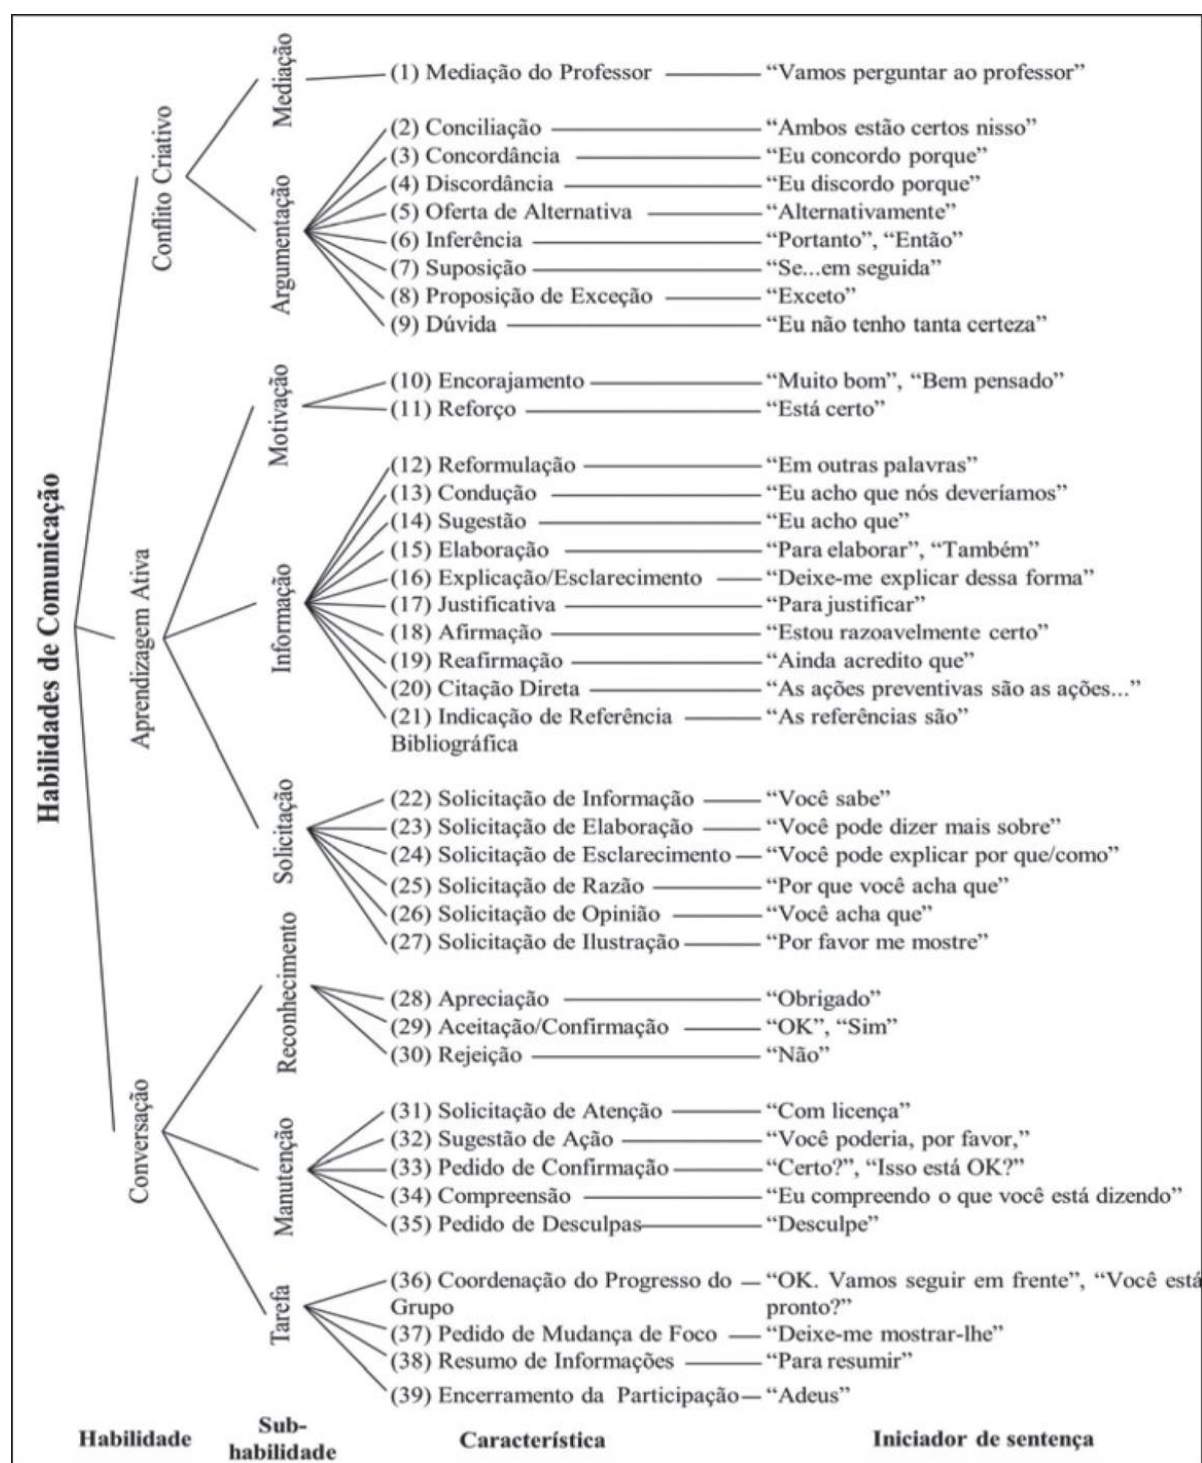 Habilidades de Comunicação
Conflito Criativo
Mediação
(1) Mediação do Professor “Vamos perguntar ao professor”
Argumentação
(2) Conciliação “Ambos estão certos nisso”
(3) Concordância “Eu concordo porque”
(4) Discordância “Eu discordo porque”
(5) Oferta de Alternativa “Alternativamente”
(6) Inferência “Portanto”, “Então”
(7) Suposição “Se...em seguida”
(8) Proposição de Exceção “Exceto”
(9) Dúvida “Eu não tenho tanta certeza”
Aprendizagem Ativa
Motivação
(10) Encorajamento “Muito bom”, “Bem pensado”
(11) Reforço “Está certo”
Informação
(12) Reformulação “Em outras palavras”
(13) Condução “Eu acho que nós deveríamos”
(14) Sugestão “Eu acho que”
(15) Elaboração “Para elaborar”, “Também”
(16) Explicação/Esclarecimento “Deixe-me explicar dessa forma”
(17) Justificativa “Para justificar”
(18) Afirmação “Estou razoavelmente certo”
(19) Reafirmação “Ainda acredito que”
(20) Citação Direta “As ações preventivas são as ações...”
(21) Indicação de Referência “As referências são”
Bibliográfica
Solicitação
(22) Solicitação de Informação “Você sabe”
(23) Solicitação de Elaboração “Você pode dizer mais sobre”
(24) Solicitação de Esclarecimento “Você pode explicar por que/como”
(25) Solicitação de Razão “Por que você acha que”
(26) Solicitação de Opinião “Você acha que”
(27) Solicitação de Ilustração “Por favor me mostre”
Conversação
Reconhecimento
(28) Apreciação “Obrigado”
(29) Aceitação/Confirmação “OK”, “Sim”
(30) Rejeição “Não”
Manutenção
(31) Solicitação de Atenção “Com licença”
(32) Sugestão de Ação “Você poderia, por favor,”
(33) Pedido de Confirmação “Certo?”, “Isso está OK?”
(34) Compreensão “Eu compreendo o que você está dizendo”
(35) Pedido de Desculpas “Desculpe”
Tarefa
(36) Coordenação do Progresso do “OK. Vamos seguir em frente”, “Você está
Grupo pronto?”
(37) Pedido de Mudança de Foco “Deixe-me mostrar-lhe”
(38) Resumo de Informações “Para resumir”
(39) Encerramento da Participação “Adeus”
Habilidade
Sub-
habilidade
Característica
Iniciador de sentença